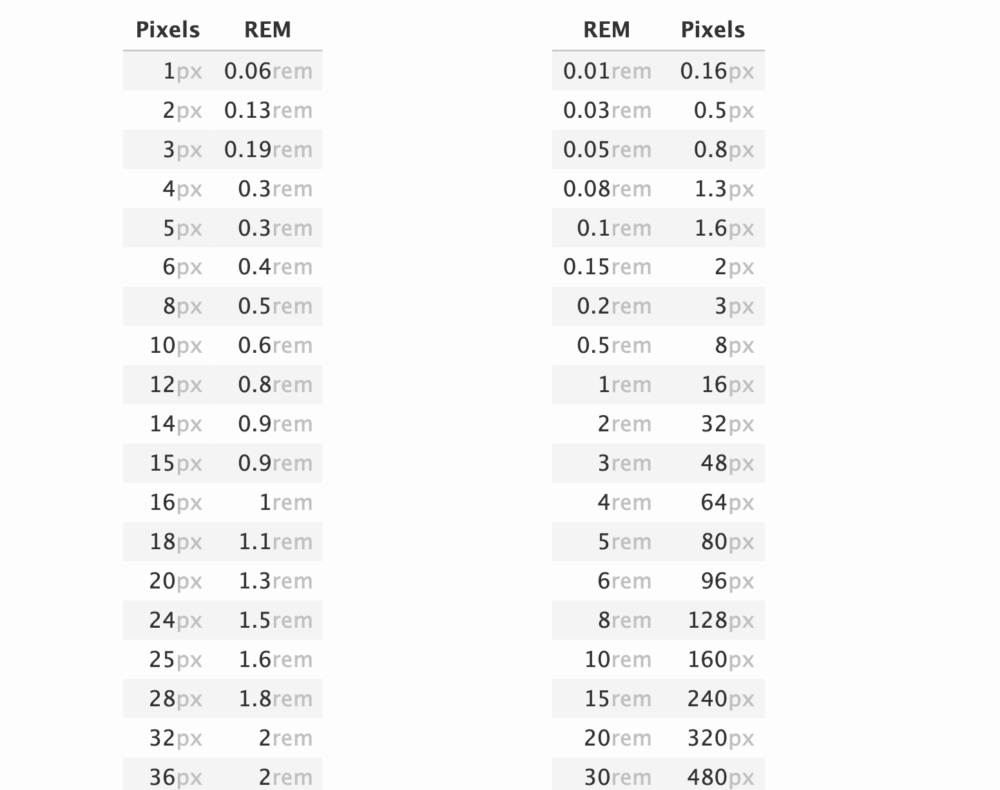 Pixels REM
1px 0.06rem
2px 0.13rem
3px 0.19rem
4px 0.3rem
5px 0.3rem
6px 0.4rem
8px 0.5rem
10px 0.6rem
12px 0.8rem
14px 0.9rem
15px 0.9rem
16px 1rem
18px 1.1rem
20px 1.3rem
24px 1.5rem
25px 1.6rem
28px 1.8rem
32px 2rem
36px 2rem
REM Pixels
0.01rem 0.16px
0.03rem 0.5px
0.05rem 0.8px
0.08rem 1.3px
0.1rem 1.6px
0.15rem 2px
0.2rem 3px
0.5rem 8px
1rem 16px
2rem 32px
3rem 48px
4rem 64px
5rem 80px
6rem 96px
8rem 128px
10rem 160px
15rem 240px
20rem 320px
30rem 480px